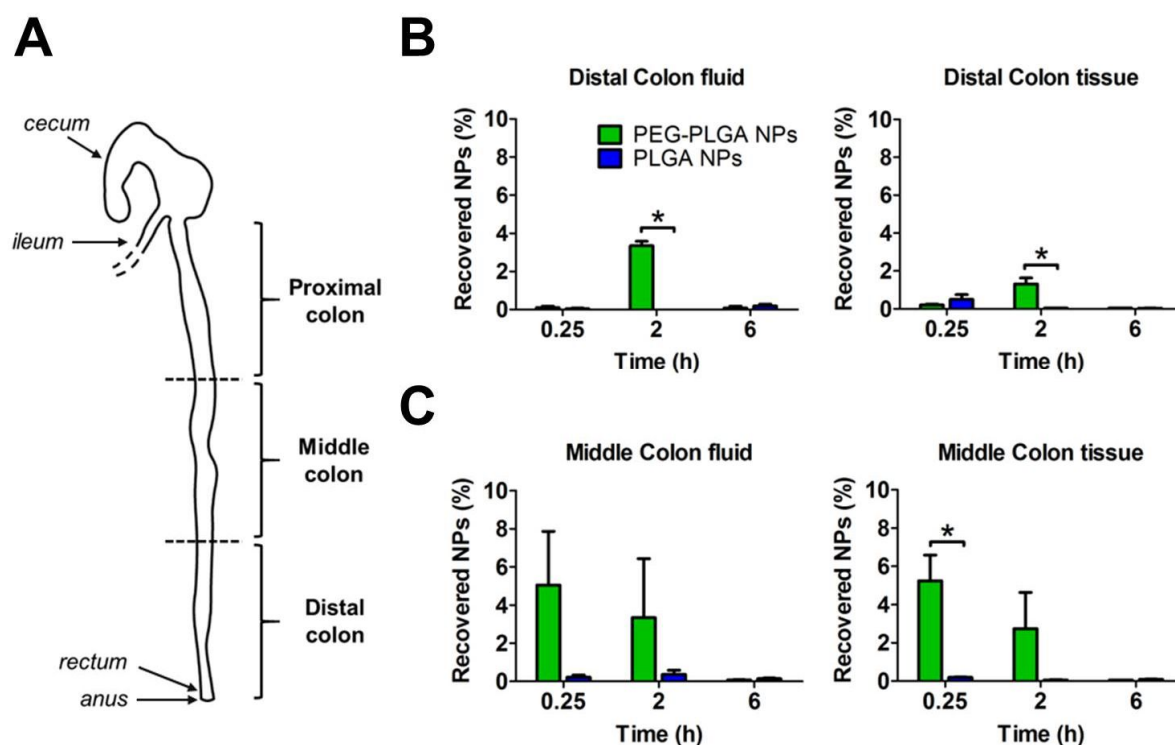 A
cecum
ileum
Proximal
colon
Middle
colon
Distal
colon
rectum
anus
B
Distal Colon fluid
Recovered NPs (%)
10
8
6
4
2
0
PEG-PLGA NPs
PLGA NPs
*
0.25 2 6
Time (h)
Distal Colon tissue
Recovered NPs (%)
10
8
6
4
2
0
*
0.25 2 6
Time (h)
C
Middle Colon fluid
Recovered NPs (%)
10
8
6
4
2
0
0.25 2 6
Time (h)
Middle Colon tissue
Recovered NPs (%)
10
8
6
4
2
0
*
0.25 2 6
Time (h)